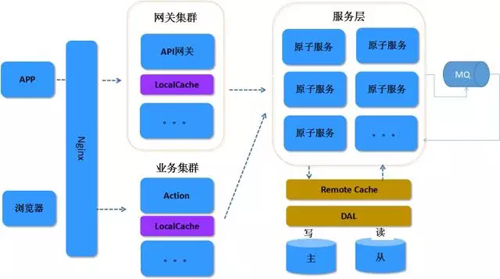 网关集群
API网关
LocalCache
。。。
APP
浏览器
Nginx
业务集群
Action
LocalCache
。。。
服务层
原子服务
原子服务
原子服务
原子服务
原子服务
。。。
MQ
Remote Cache
DAL
写
读
主
从